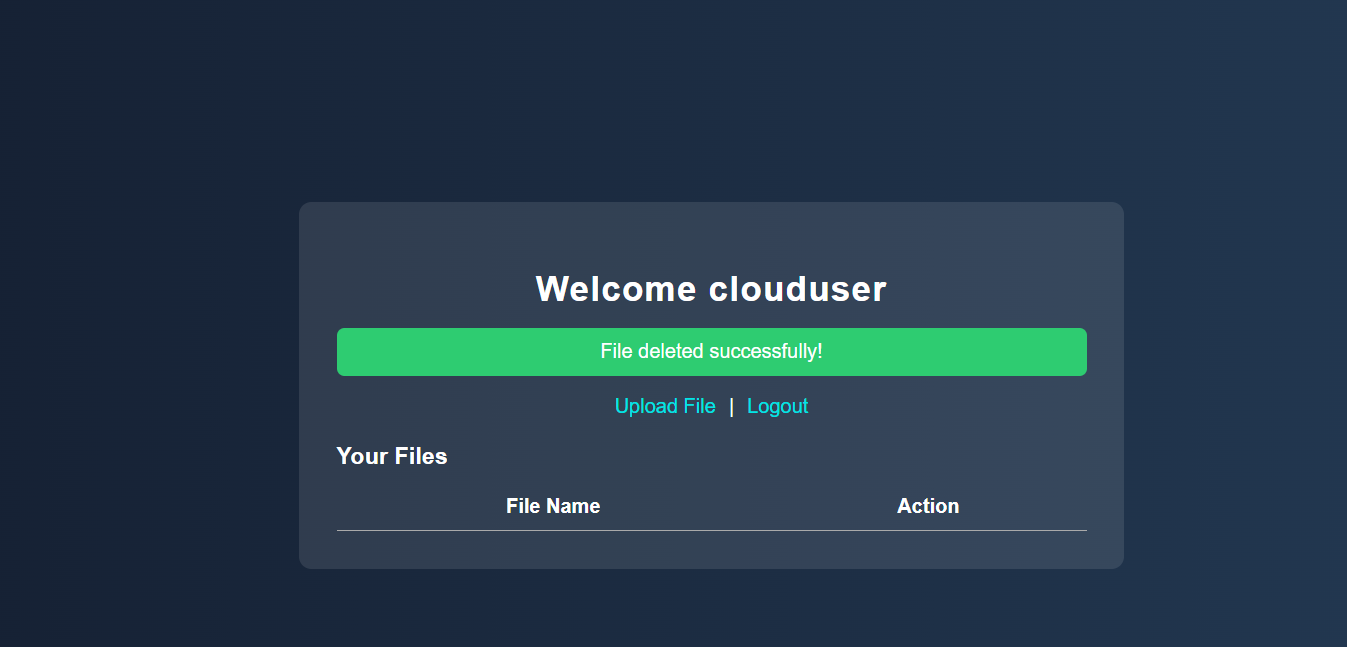 Welcome clouduser
File deleted successfully!
Upload File | Logout
Your Files
File Name Action